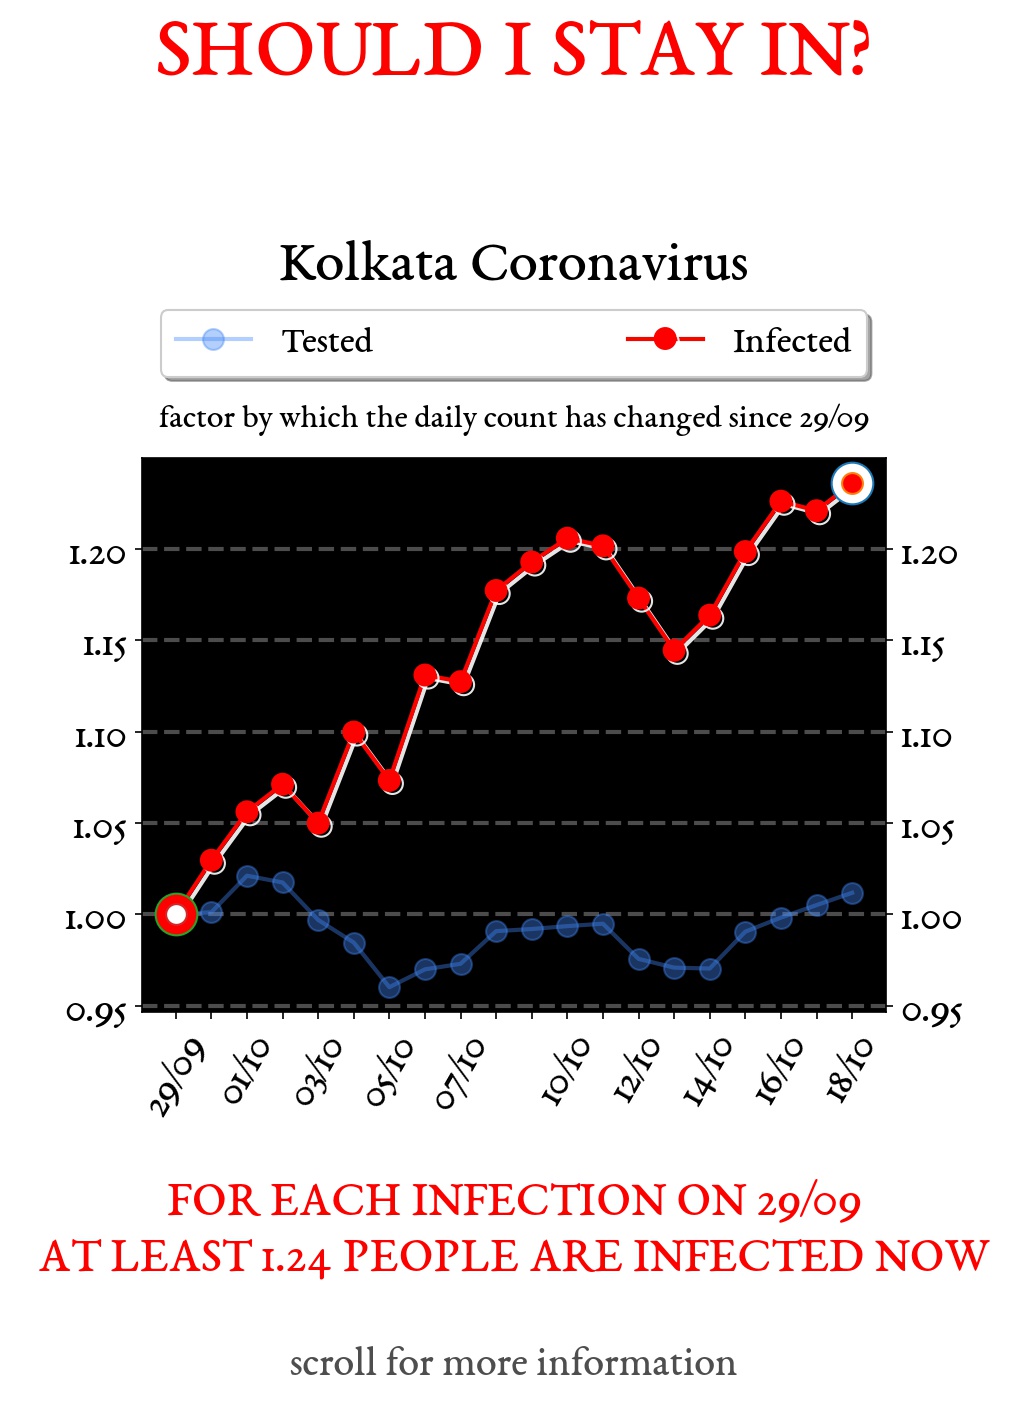 SHOULD I STAY IN?
Kolkata Coronavirus
Tested Infected
factor by which the daily count has changed since 29/09
1.20 1.20
1.15 1.15
1.10 1.10
1.05 1.05
1.00 1.00
0.95 0.95
29/09 01/10 03/10 05/10 07/10 10/10 12/10 14/10 16/10 18/10
FOR EACH INFECTION ON 29/09
AT LEAST 1.24 PEOPLE ARE INFECTED NOW
scroll for more information